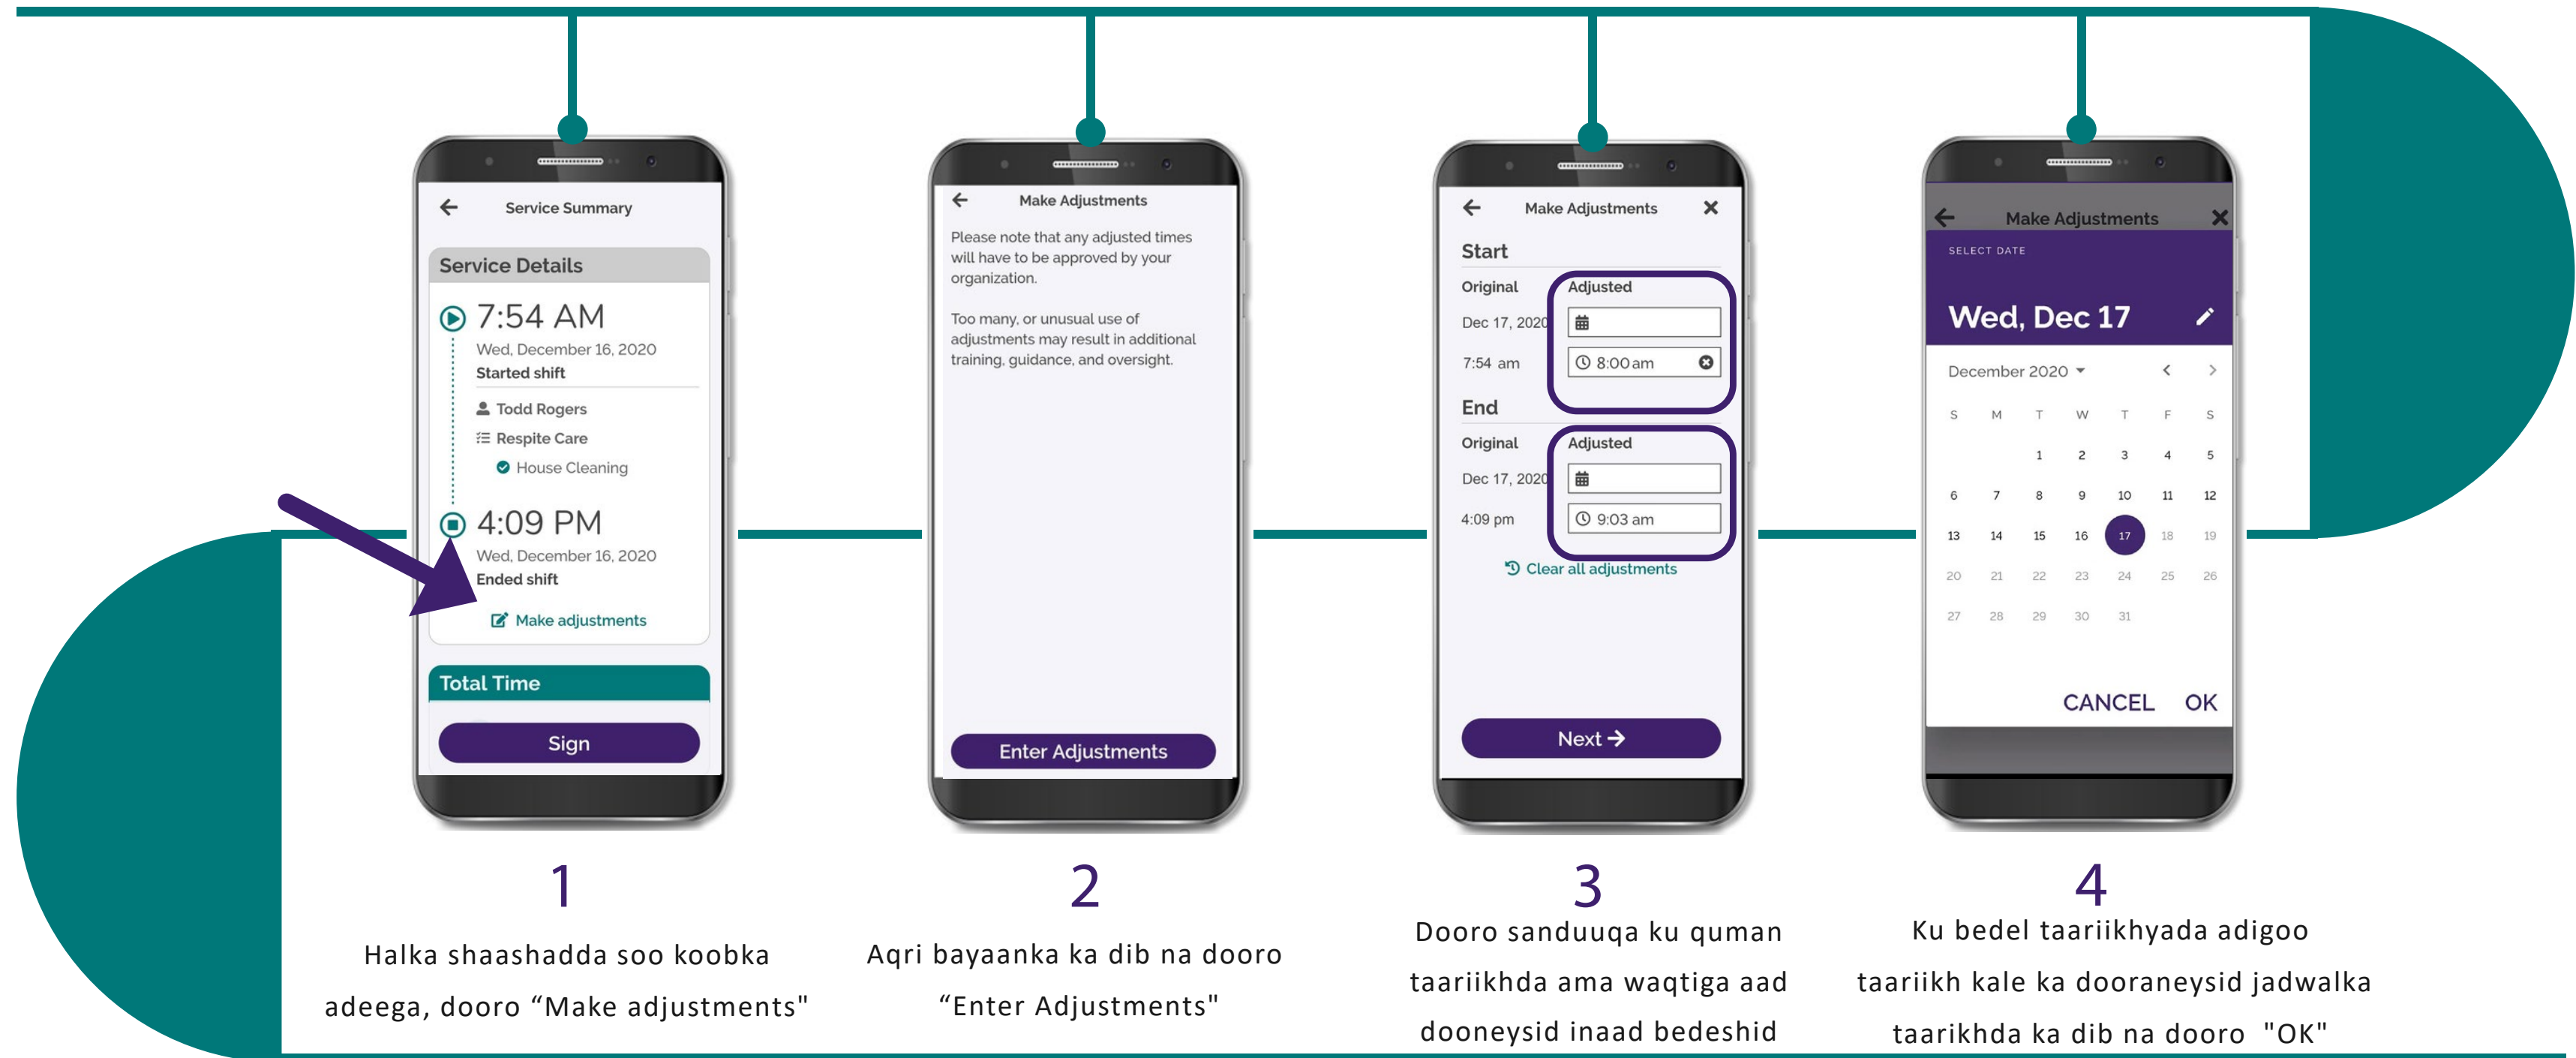 Service Summary
Service Details
7:54 AM
Wed, December 16, 2020
Started shift
Todd Rogers
Respite Care
House Cleaning
4:09 PM
Wed, December 16, 2020
Ended shift
Make adjustments
Total Time
Sign
1
Halka shaashadda soo koobka
adeega, dooro “Make adjustments"
Make Adjustments
Please note that any adjusted times
will have to be approved by your
organization.
Too many, or unusual use of
adjustments may result in additional
training, guidance, and oversight.
Enter Adjustments
2
Aqri bayaanka ka dib na dooro
“Enter Adjustments"
Make Adjustments
Start
Original Adjusted
Dec 17, 2020
7:54 am 8:00 am
End
Original Adjusted
Dec 17, 2020
4:09 pm 9:03 am
Clear all adjustments
Next
3
Dooro sanduuqa ku quman
taariikhda ama waqtiga aad
dooneysid inaad bedeshid
Make Adjustments
SELECT DATE
Wed, Dec 17
December 2020
S M T W T F S
1 2 3 4 5
6 7 8 9 10 11 12
13 14 15 16 17 18 19
20 21 22 23 24 25 26
27 28 29 30 31
CANCEL OK
4
Ku bedel taariikhyada adigoo
taariikh kale ka dooraneysid jadwalka
taarikhda ka dib na dooro "OK"